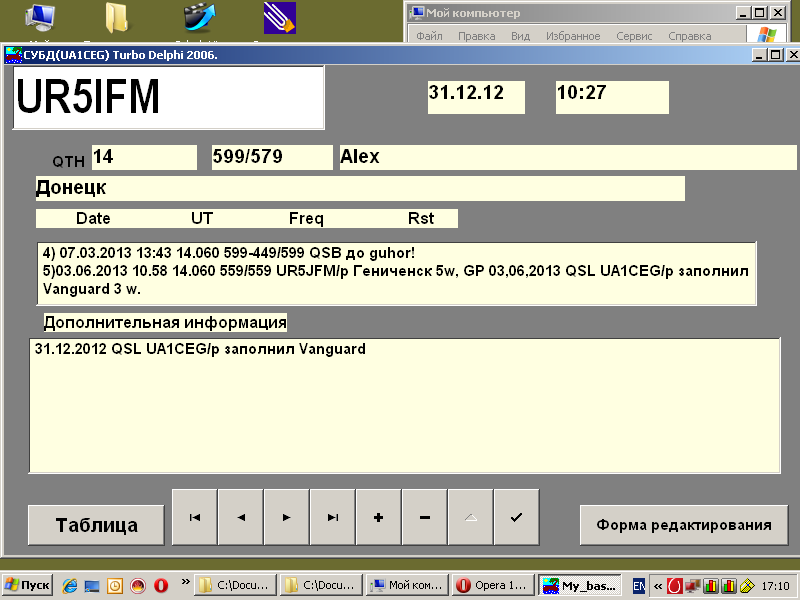 Мой компьютер
Файл Правка Вид Избранное Сервис Справка
СУБД(UA1CEG) Turbo Delphi 2006.
UR5IFM
31.12.12
10:27
QTH 14 599/579 Alex
Донецк
Date UT Freq Rst
4) 07.03.2013 13:43 14.060 599-449/599 QSB до guhor!
5)03.06.2013 10.58 14.060 559/559 UR5JFM/p Геническ 5w, GP 03,06,2013 QSL UA1CEG/p заполнил
Vanguard 3 w.
Дополнительная информация
31.12.2012 QSL UA1CEG/p заполнил Vanguard
Таблица
Форма редактирования
Пуск » C:\Docu... C:\Docu... Мой ком... Opera 1... My_bas... EN « 17:10